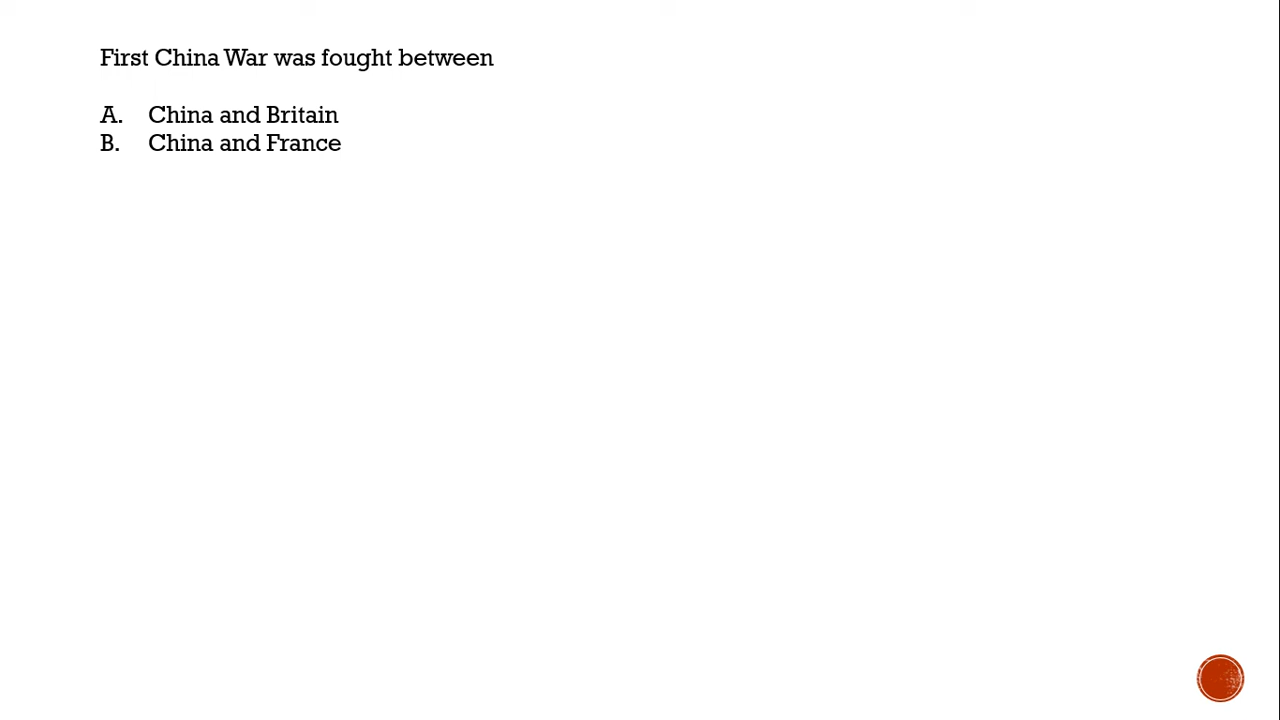 First China War was fought between
A. China and Britain
B. China and France